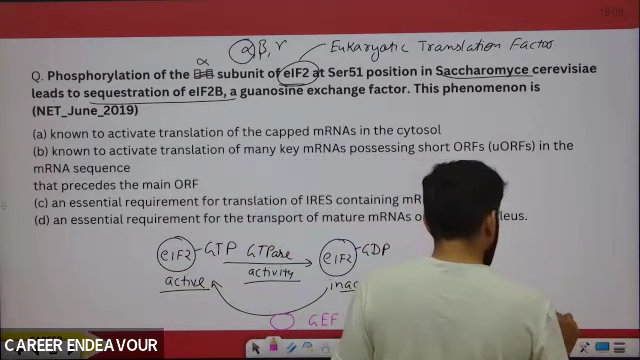 18:09
α β, γ Eukaryotic Translation Factor
α
Q. Phosphorylation of the subunit of eIF2 at Ser51 position in Saccharomyce cerevisiae
leads to sequestration of eIF2B, a guanosine exchange factor. This phenomenon is
(NET_June_2019)
(a) known to activate translation of the capped mRNAs in the cytosol
(b) known to activate translation of many key mRNAs possessing short ORFs (uORFs) in the
mRNA sequence
that precedes the main ORF
(c) an essential requirement for translation of IRES containing
(d) an essential requirement for the transport of mature mRNAs
eIF2 GTP GTPase eIF2 GDP
active activity
GEF
CAREER ENDEAVOUR